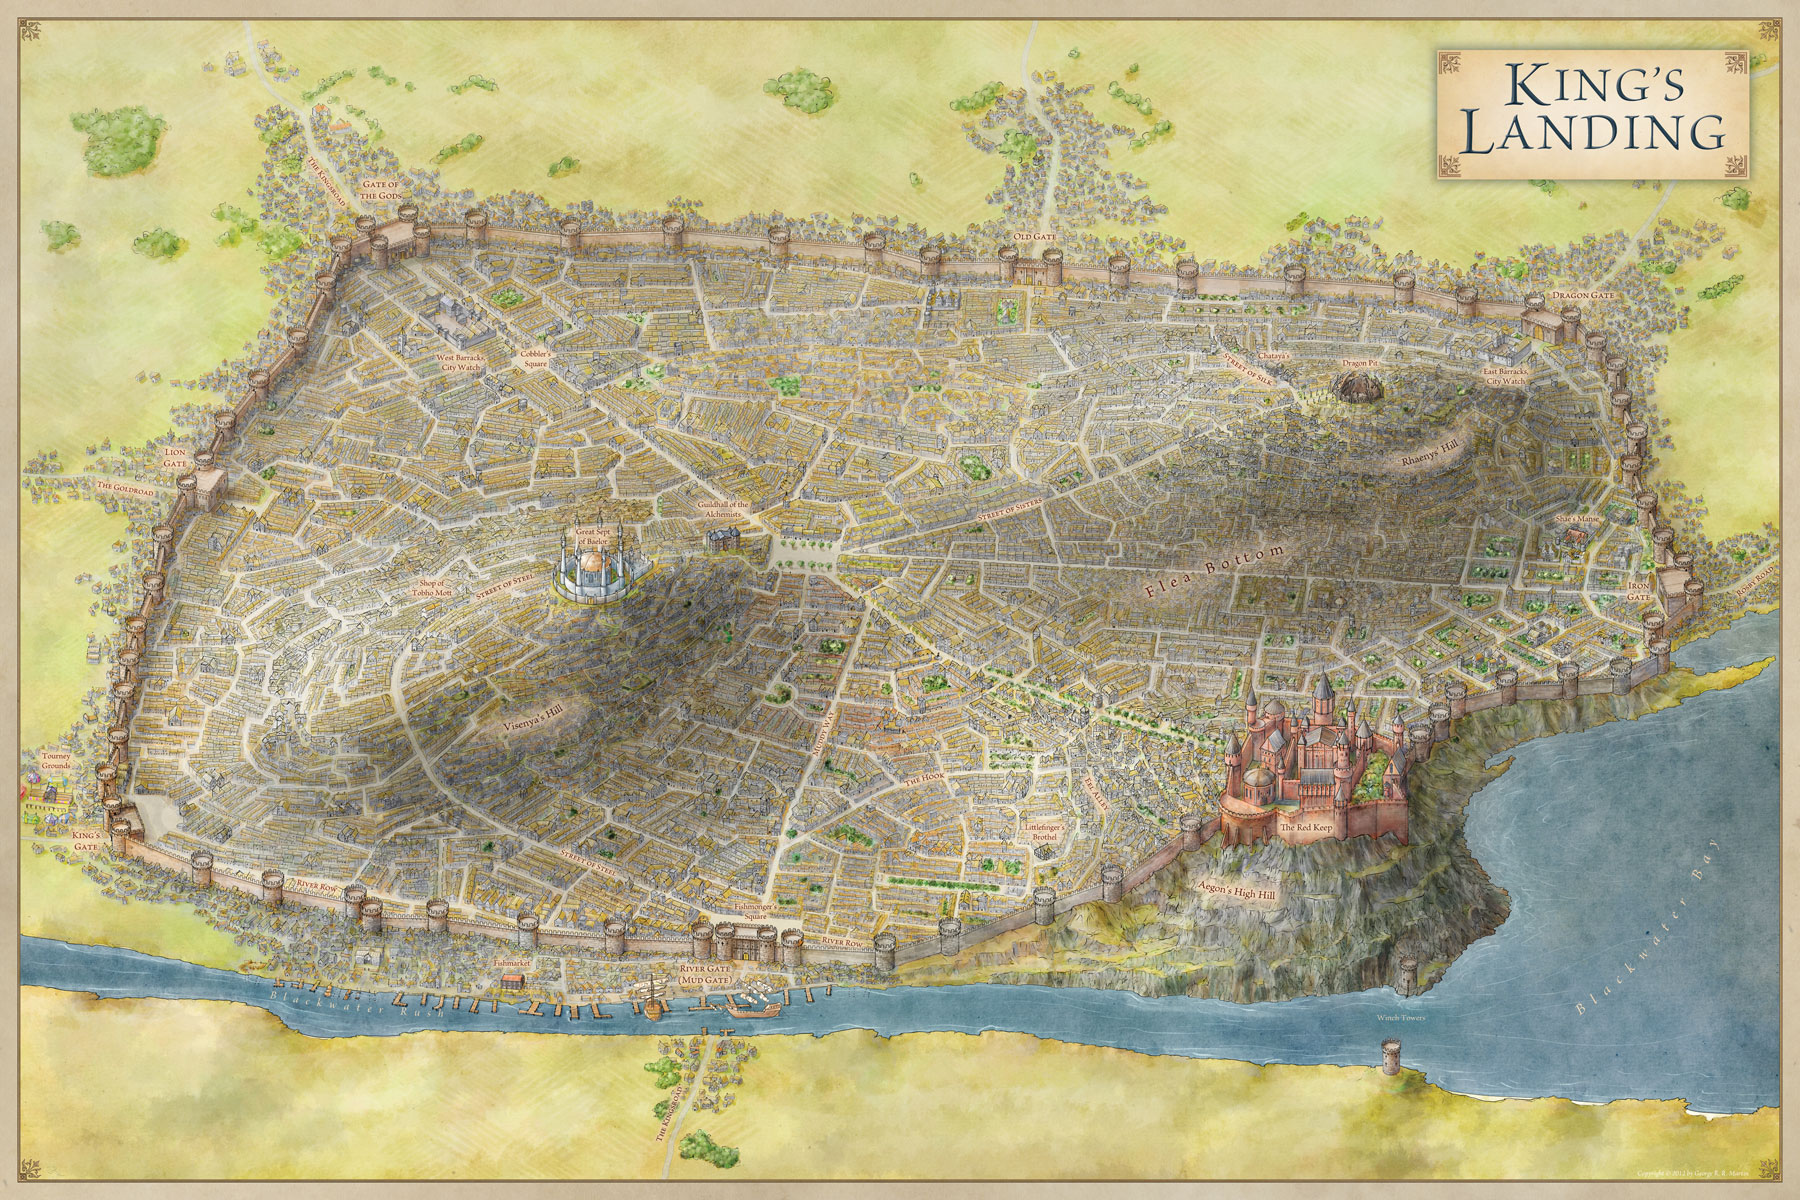 KING'S
LANDING
THE KINGSROAD
GATE OF
THE GODS
OLD GATE
DRAGON GATE
West Barracks,
City Watch
Cobbler's
Square
Chataya's
STREET OF SILK
Dragon Pit
East Barracks,
City Watch
Rhaenys' Hill
LION
GATE
THE GOLDROAD
Guildhall of the
Alchemists
STREET OF SISTERS
Great Sept
of Baelor
Shae's Manse
Flea Bottom
Shop of
Tobho Mott
STREET OF STEEL
IRON
GATE
ROSBY ROAD
Visenya's Hill
MUDDY WAY
Tourney
Grounds
THE HOOK
EEL ALLEY
KING'S
GATE
Littlefinger's
Brothel
The Red Keep
STREET OF STEEL
RIVER ROW
Aegon's High Hill
Fishmonger's
Square
RIVER ROW
Blackwater Bay
Fishmarket
RIVER GATE
(MUD GATE)
Blackwater Rush
Winch Towers
THE KINGSROAD
Copyright © 2012 by George R. R. Martin